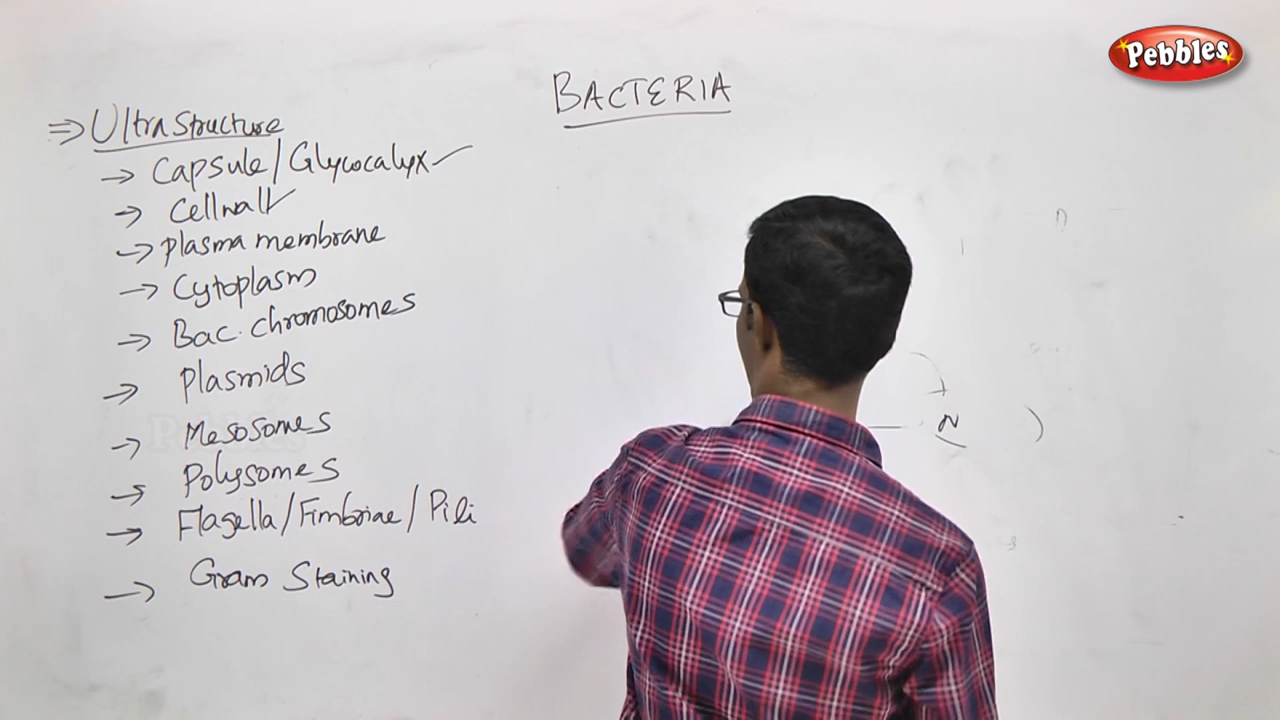 Pebbles
BACTERIA
⇒ Ultrastructure
→ Capsule/Glycocalyx ✓
→ Cellwall ✓
→ plasma membrane
→ Cytoplasm
→ Bac. chromosomes
→ Plasmids
→ Mesosomes
→ Polysomes
→ Flagella/Fimbriae/Pili
→ Gram Staining
N